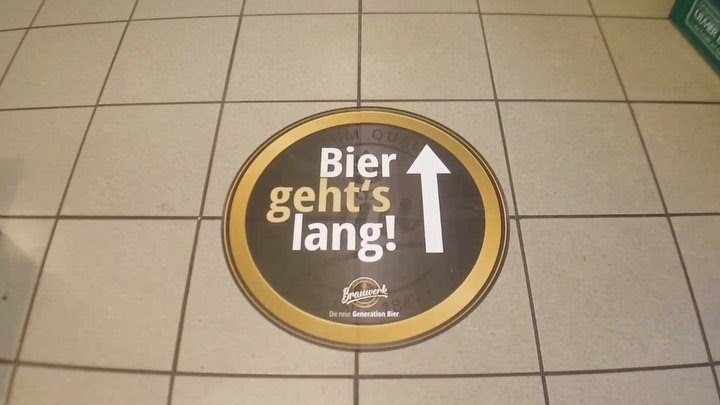 Bier
geht's
lang!
Brauwerk
Die neue Generation Bier.